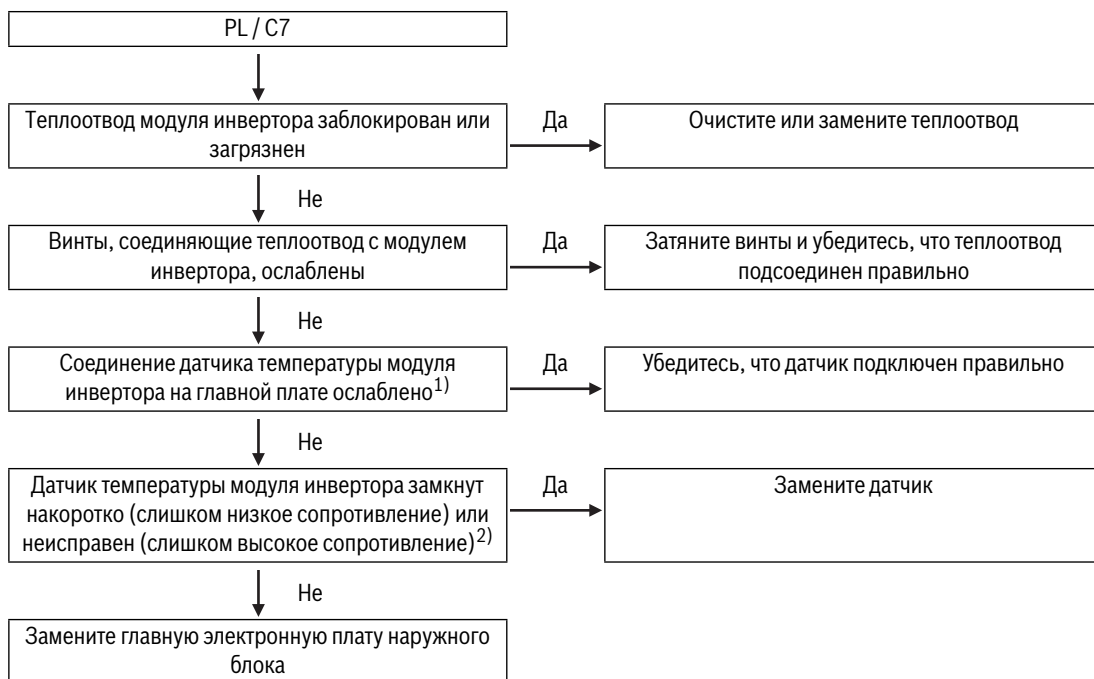 PL / C7
Теплоотвод модуля инвертора заблокирован или
загрязнен
Да
Очистите или замените теплоотвод
Не
Винты, соединяющие теплоотвод с модулем
инвертора, ослаблены
Да
Затяните винты и убедитесь, что теплоотвод
подсоединен правильно
Не
Соединение датчика температуры модуля
инвертора на главной плате ослаблено1)
Да
Убедитесь, что датчик подключен правильно
Не
Датчик температуры модуля инвертора замкнут
накоротко (слишком низкое сопротивление) или
неисправен (слишком высокое сопротивление)2)
Да
Замените датчик
Не
Замените главную электронную плату наружного
блока